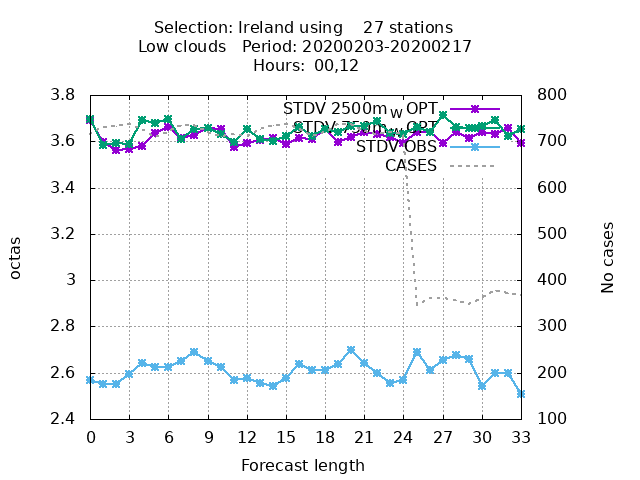 Selection: Ireland using 27 stations
Low clouds Period: 20200203-20200217
Hours: 00,12
3.8
3.6
3.4
3.2
3
2.8
2.6
2.4
octas
800
700
600
500
400
300
200
100
No cases
STDV 2500m_W OPT
STDV 750m_W OPT
STDV OBS
CASES
0 3 6 9 12 15 18 21 24 27 30 33
Forecast length